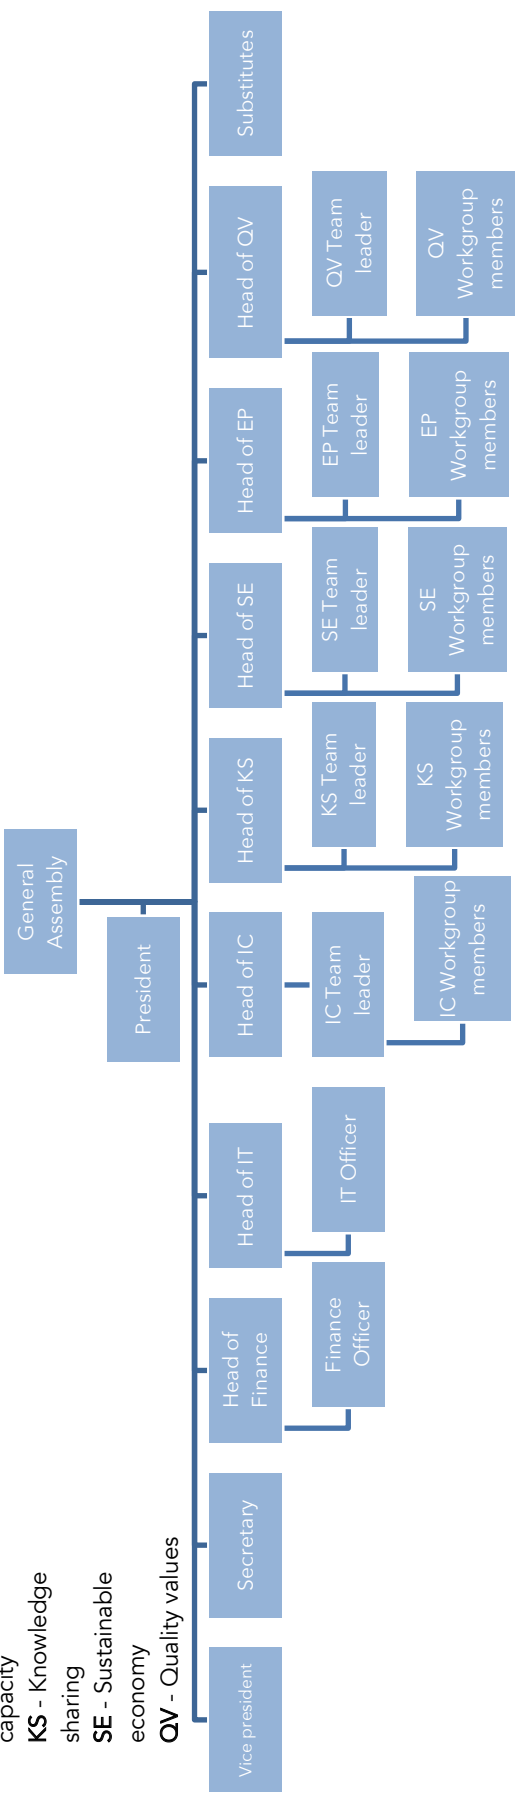 capacity
KS - Knowledge
sharing
SE - Sustainable
economy
QV - Quality values
General
Assembly
President
Vice president
Secretary
Head of
Finance
Head of IT
Head of IC
Head of KS
Head of SE
Head of EP
Head of QV
Substitutes
Finance
Officer
IT Officer
IC Team
leader
KS Team
leader
SE Team
leader
EP Team
leader
QV Team
leader
IC Workgroup
members
KS
Workgroup
members
SE
Workgroup
members
EP
Workgroup
members
QV
Workgroup
members